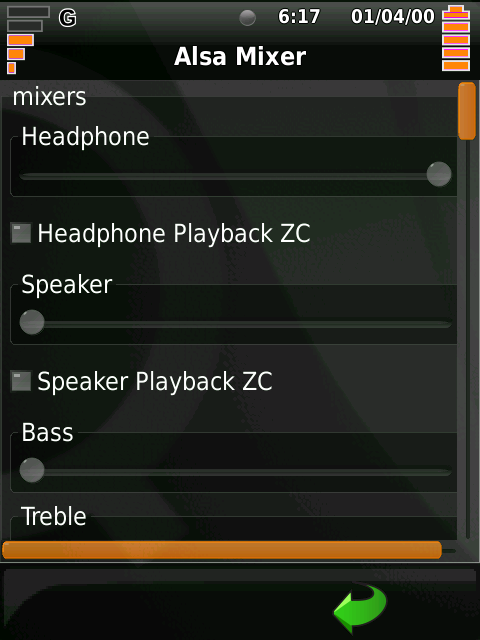 G 6:17 01/04/00
Alsa Mixer
mixers
Headphone
Headphone Playback ZC
Speaker
Speaker Playback ZC
Bass
Treble